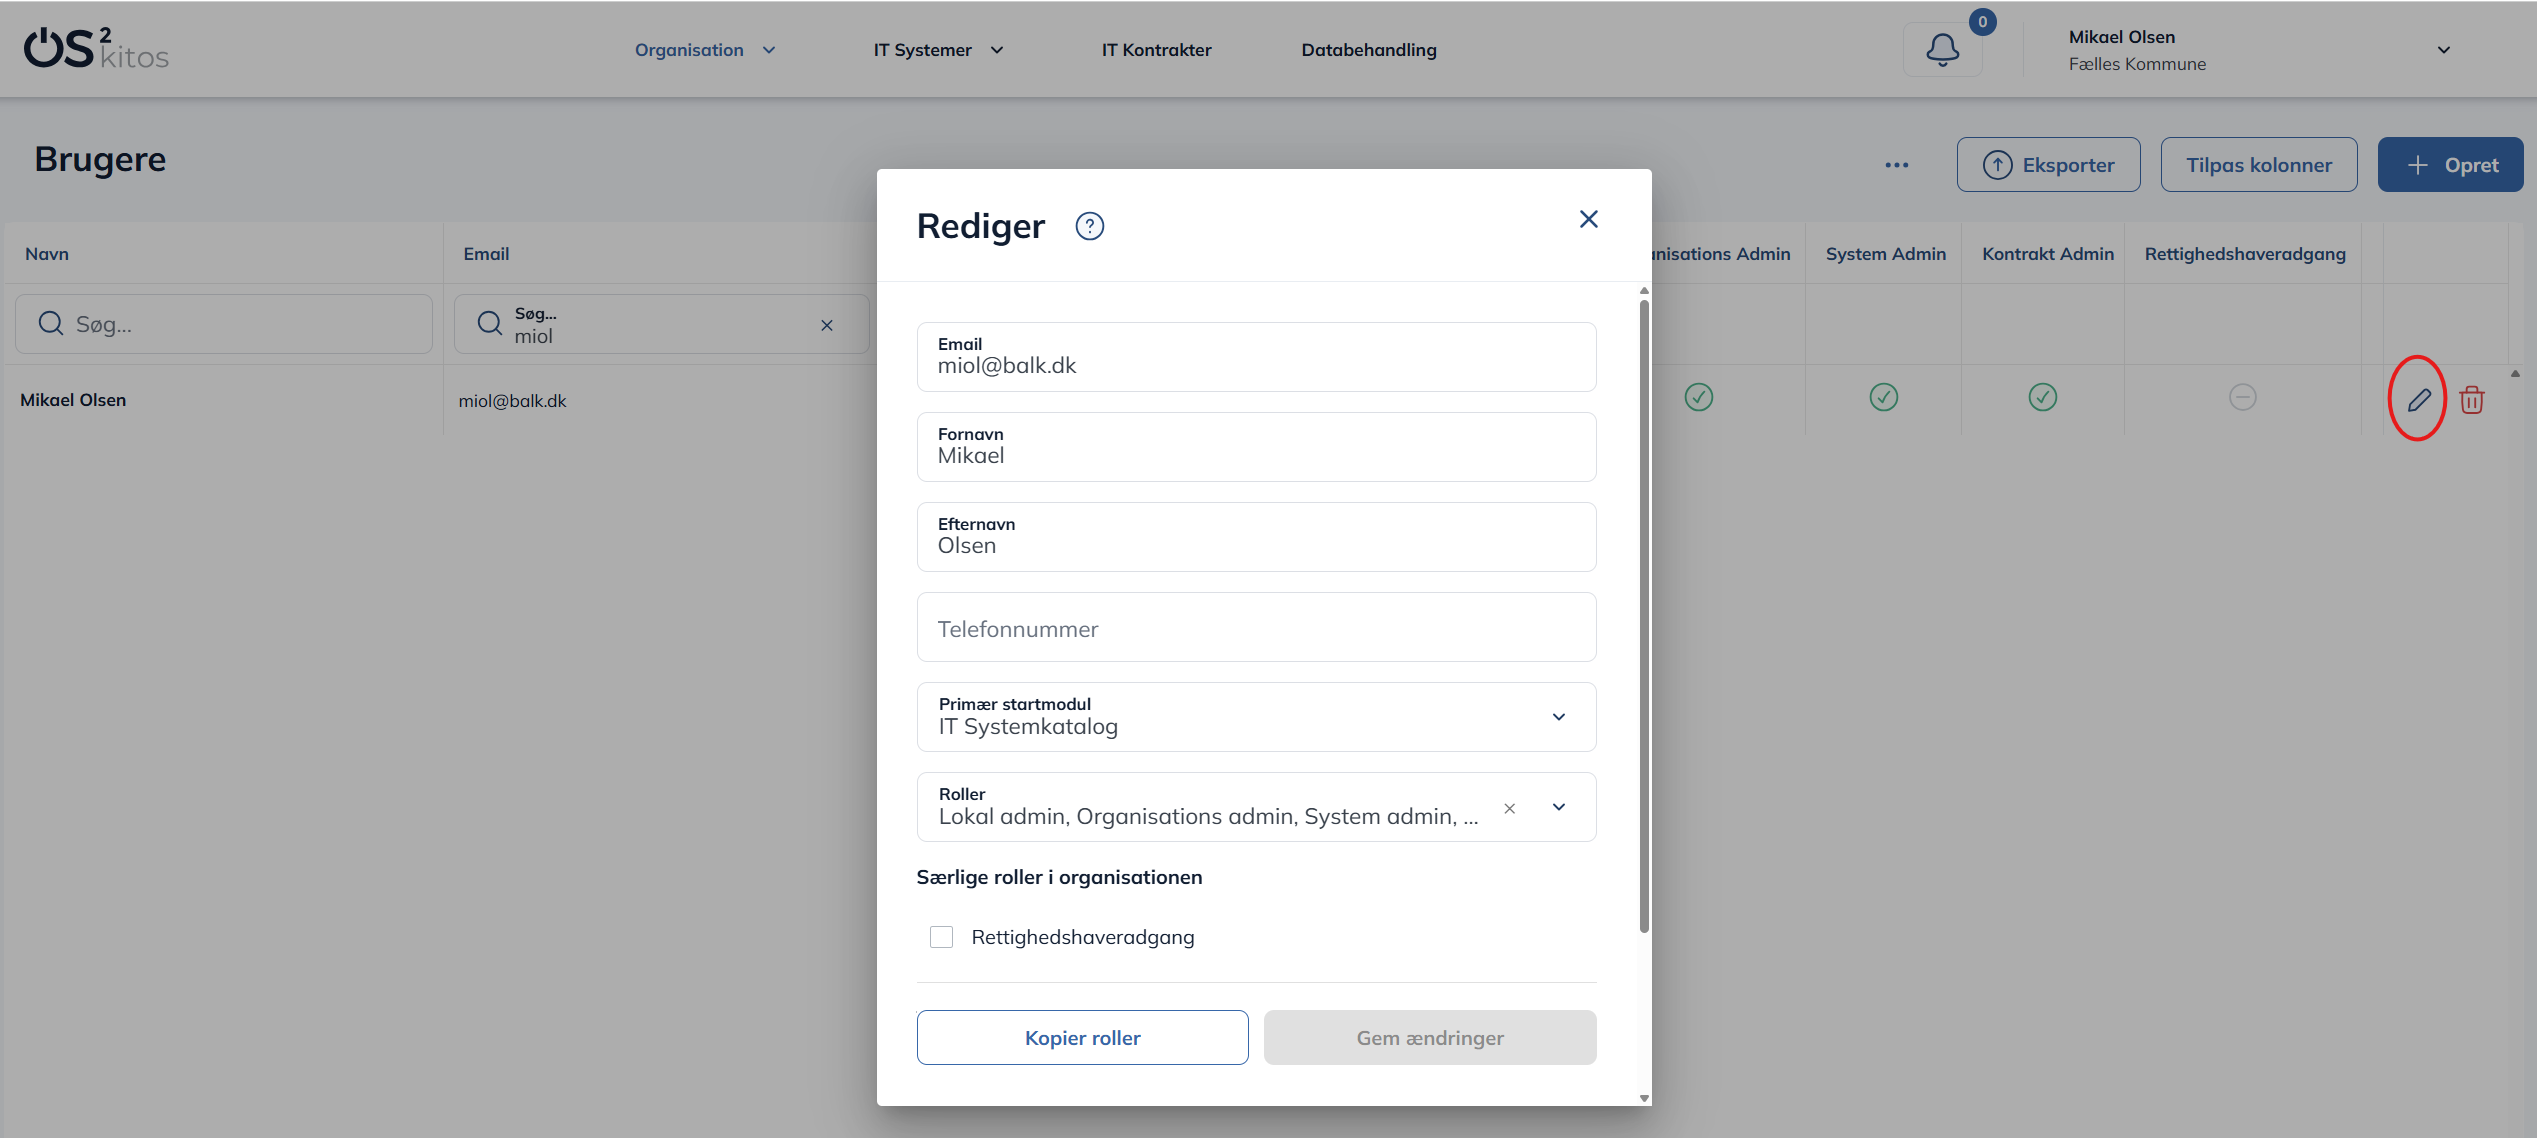 OS2 kitos
Organisation
IT Systemer
IT Kontrakter
Databehandling
0
Mikael Olsen
Fælles Kommune
Brugere
...
Eksporter
Tilpas kolonner
+ Opret
Navn
Email
nisations Admin
System Admin
Kontrakt Admin
Rettighedshaveradgang
Søg...
Søg...
miol
Mikael Olsen
miol@balk.dk
Rediger
?
Email
miol@balk.dk
Fornavn
Mikael
Efternavn
Olsen
Telefonnummer
Primær startmodul
IT Systemkatalog
Roller
Lokal admin, Organisations admin, System admin, ...
Særlige roller i organisationen
Rettighedshaveradgang
Kopier roller
Gem ændringer